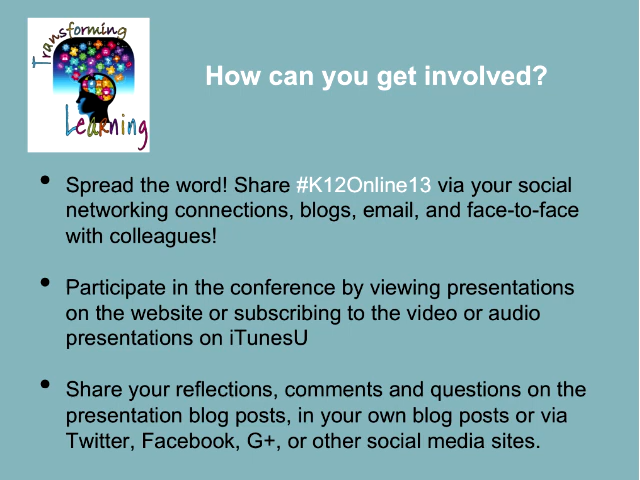 Transforming
Learning
How can you get involved?
• Spread the word! Share #K12Online13 via your social
networking connections, blogs, email, and face-to-face
with colleagues!
• Participate in the conference by viewing presentations
on the website or subscribing to the video or audio
presentations on iTunesU
• Share your reflections, comments and questions on the
presentation blog posts, in your own blog posts or via
Twitter, Facebook, G+, or other social media sites.